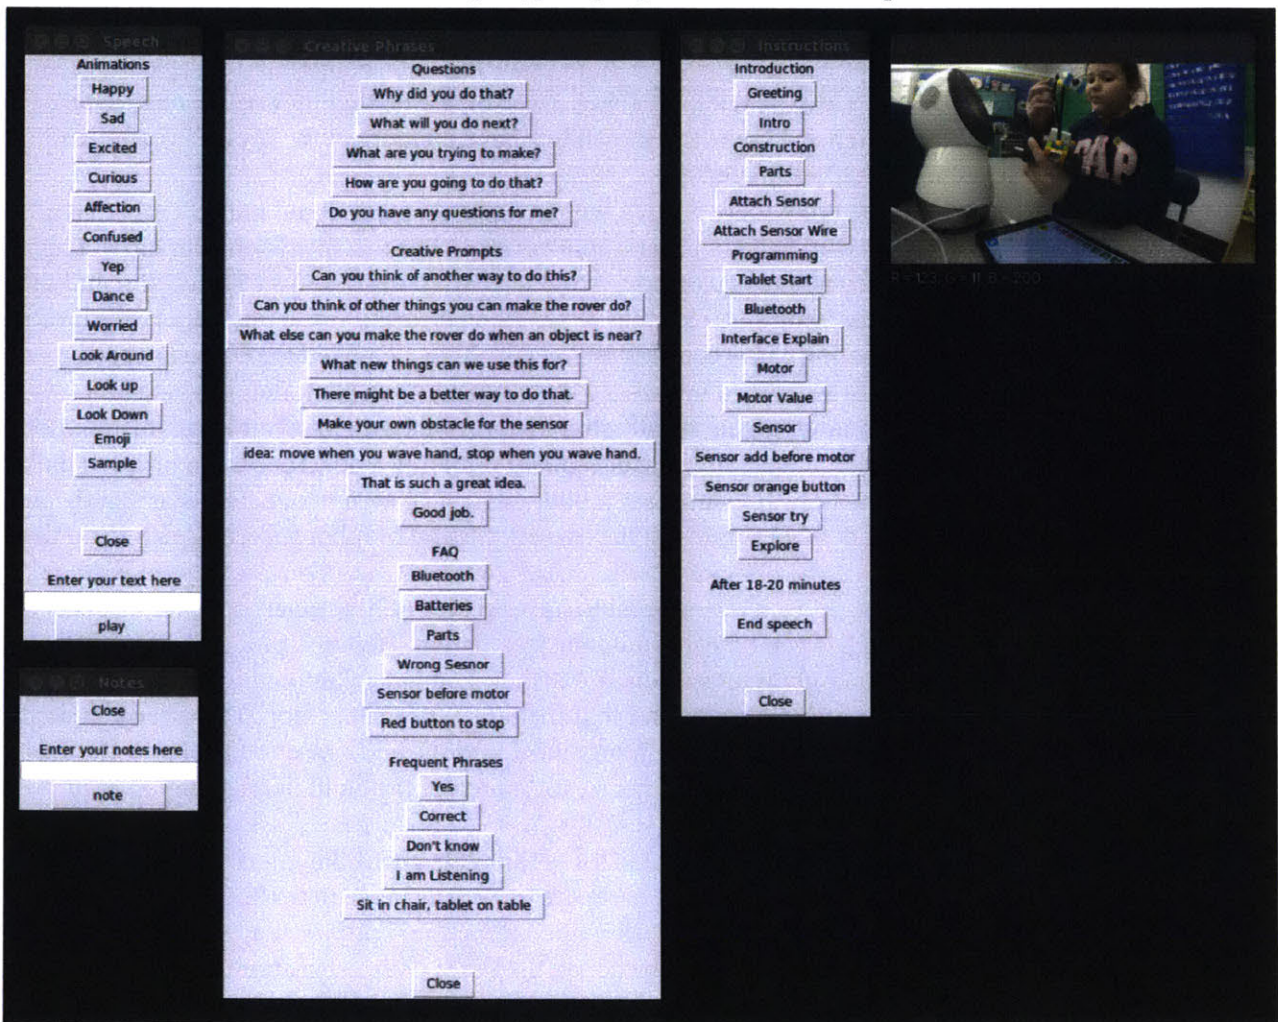 Speech
Animations
Happy
Sad
Excited
Curious
Affection
Confused
Yep
Dance
Worried
Look Around
Look up
Look Down
Emoji
Sample
Close
Enter your text here
play
Notes
Close
Enter your notes here
note
Creative Phrases
Questions
Why did you do that?
What will you do next?
What are you trying to make?
How are you going to do that?
Do you have any questions for me?
Creative Prompts
Can you think of another way to do this?
Can you think of other things you can make the rover do?
What else can you make the rover do when an object is near?
What new things can we use this for?
There might be a better way to do that.
Make your own obstacle for the sensor
idea: move when you wave hand, stop when you wave hand.
That is such a great idea.
Good job.
FAQ
Bluetooth
Batteries
Parts
Wrong Sesnor
Sensor before motor
Red button to stop
Frequent Phrases
Yes
Correct
Don't know
I am Listening
Sit in chair, tablet on table
Close
Instructions
Introduction
Greeting
Intro
Construction
Parts
Attach Sensor
Attach Sensor Wire
Programming
Tablet Start
Bluetooth
Interface Explain
Motor
Motor Value
Sensor
Sensor add before motor
Sensor orange button
Sensor try
Explore
After 18-20 minutes
End speech
Close
GAP